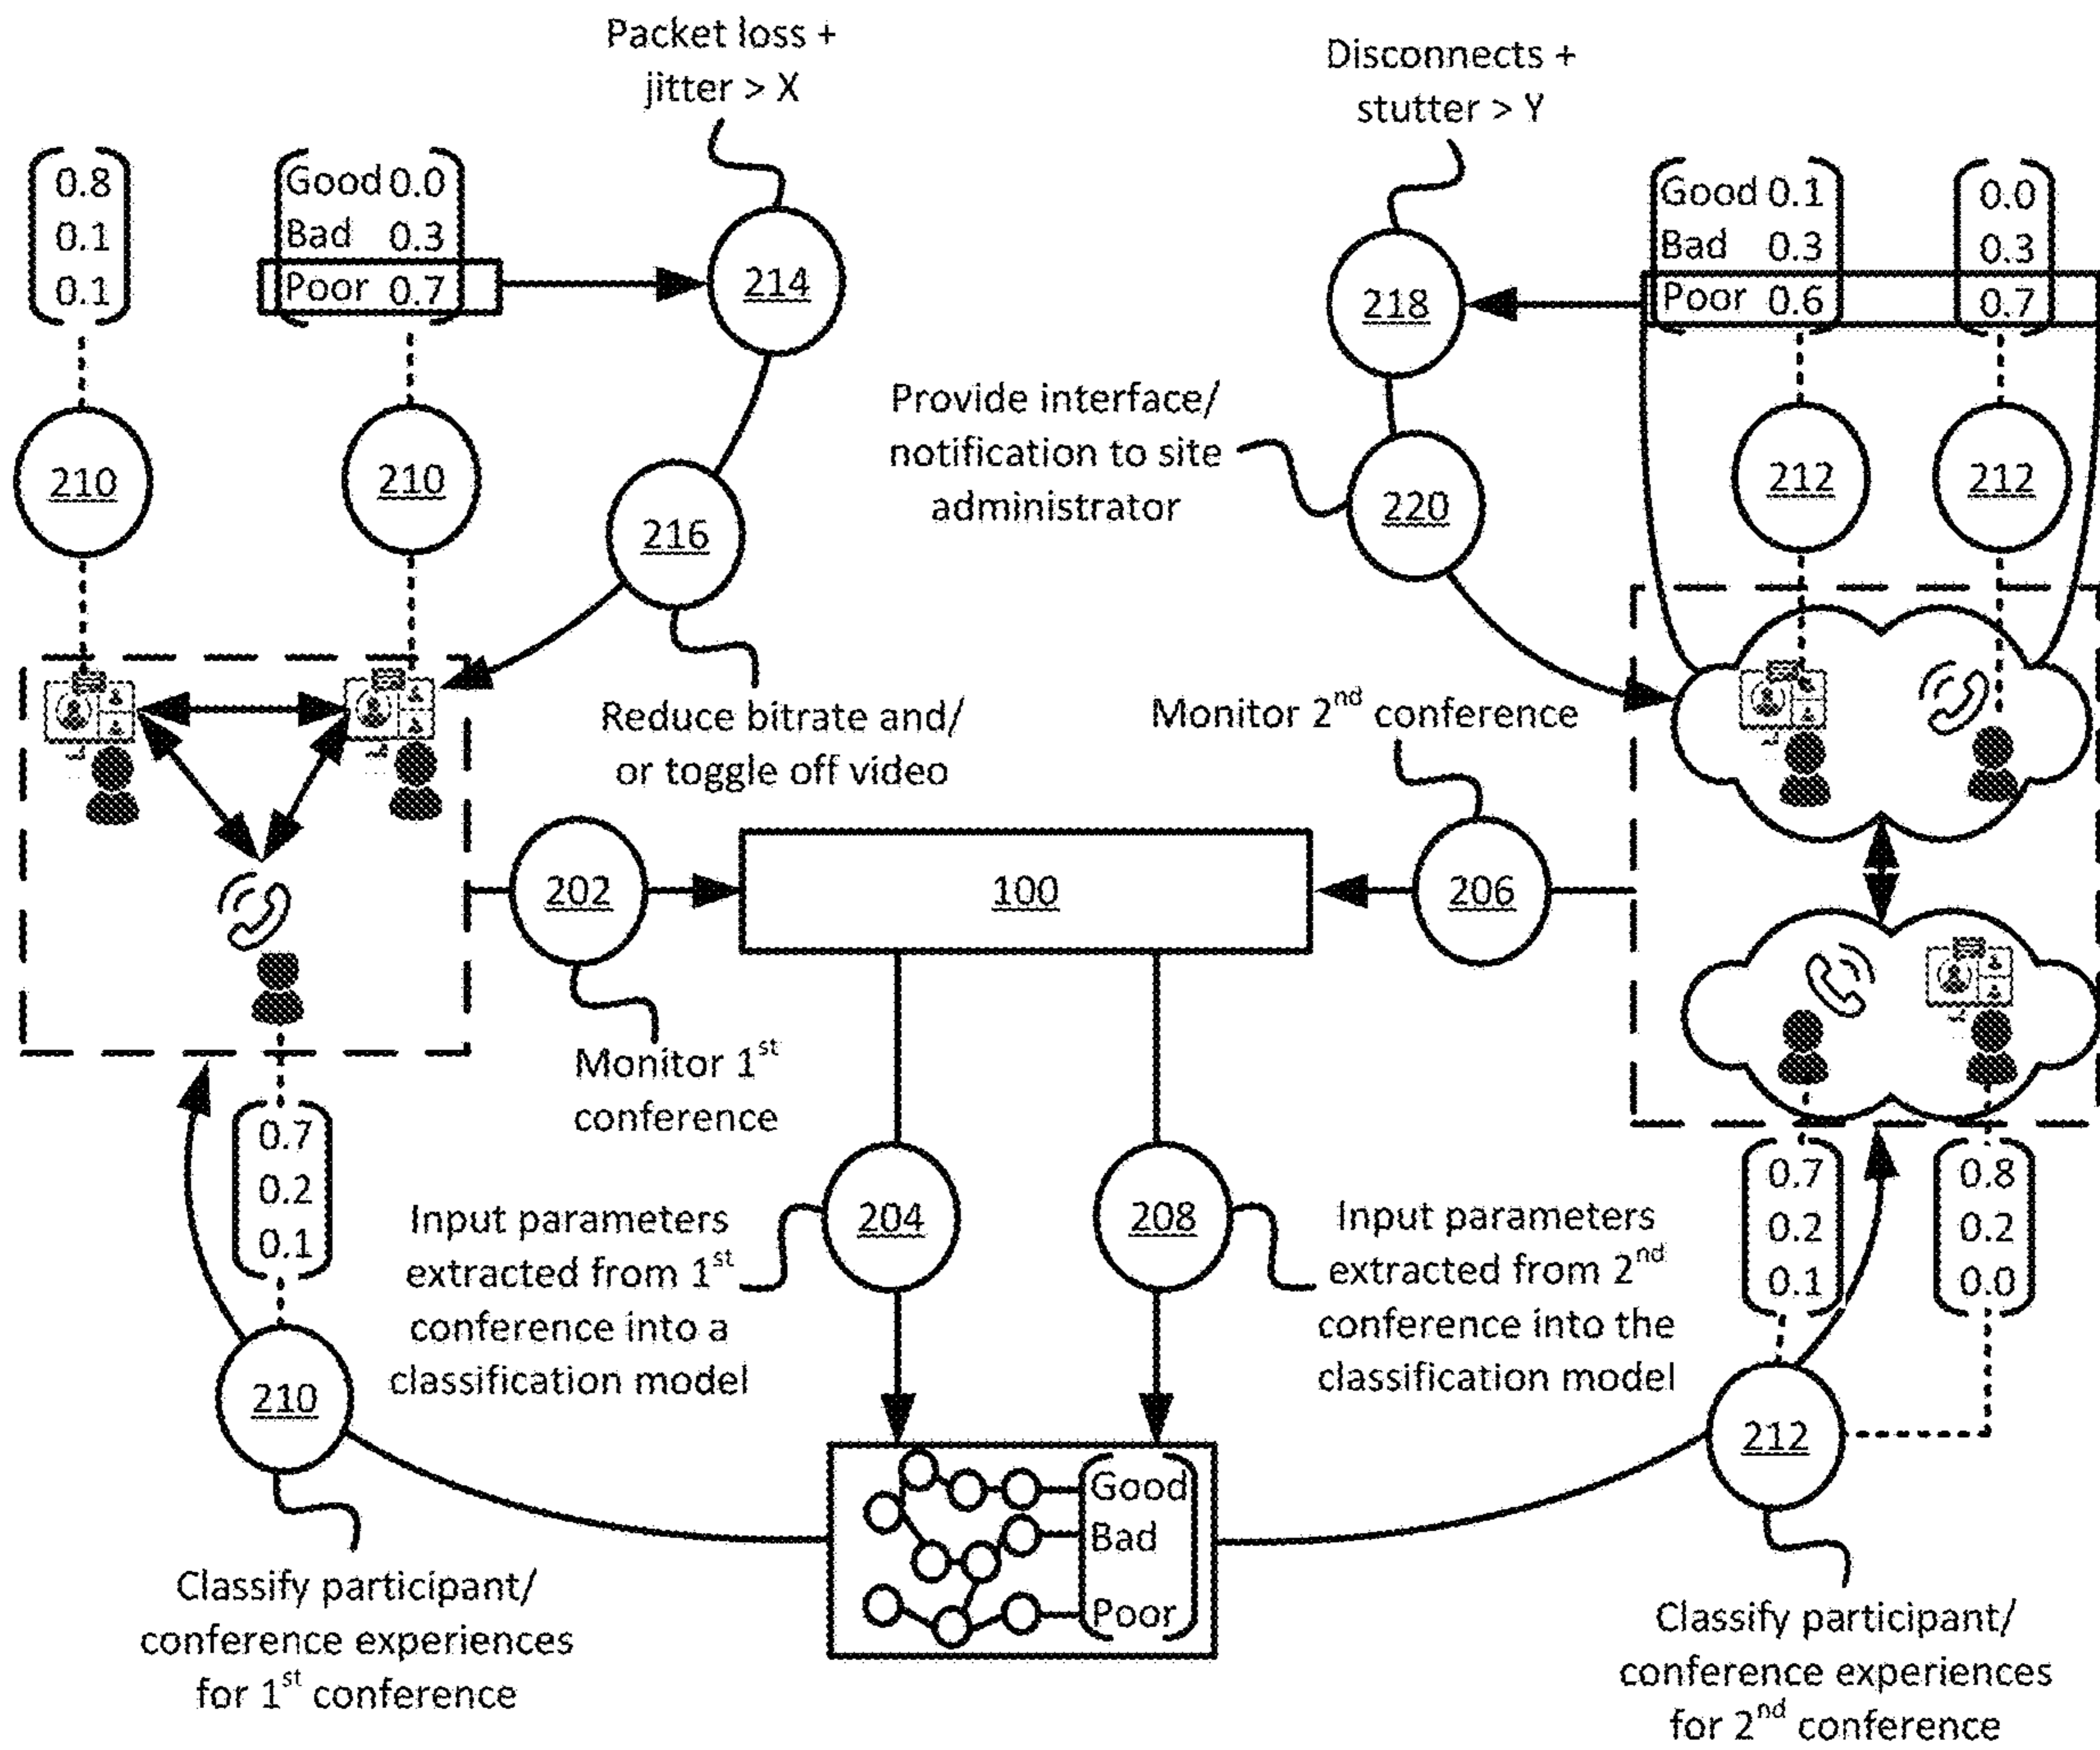 Packet loss +
jitter > X
Disconnects +
stutter > Y
0.8
0.1
0.1
Good 0.0
Bad 0.3
Poor 0.7
214
218
Good 0.1
Bad 0.3
Poor 0.6
0.0
0.3
0.7
210
210
216
Provide interface/
notification to site
administrator
220
212
212
Reduce bitrate and/
or toggle off video
Monitor 2nd conference
202
100
206
Monitor 1st
conference
0.7
0.2
0.1
204
208
Input parameters
extracted from 1st
conference into a
classification model
Input parameters
extracted from 2nd
conference into the
classification model
0.7
0.2
0.1
0.8
0.2
0.0
210
212
Good
Bad
Poor
Classify participant/
conference experiences
for 1st conference
Classify participant/
conference experiences
for 2nd conference